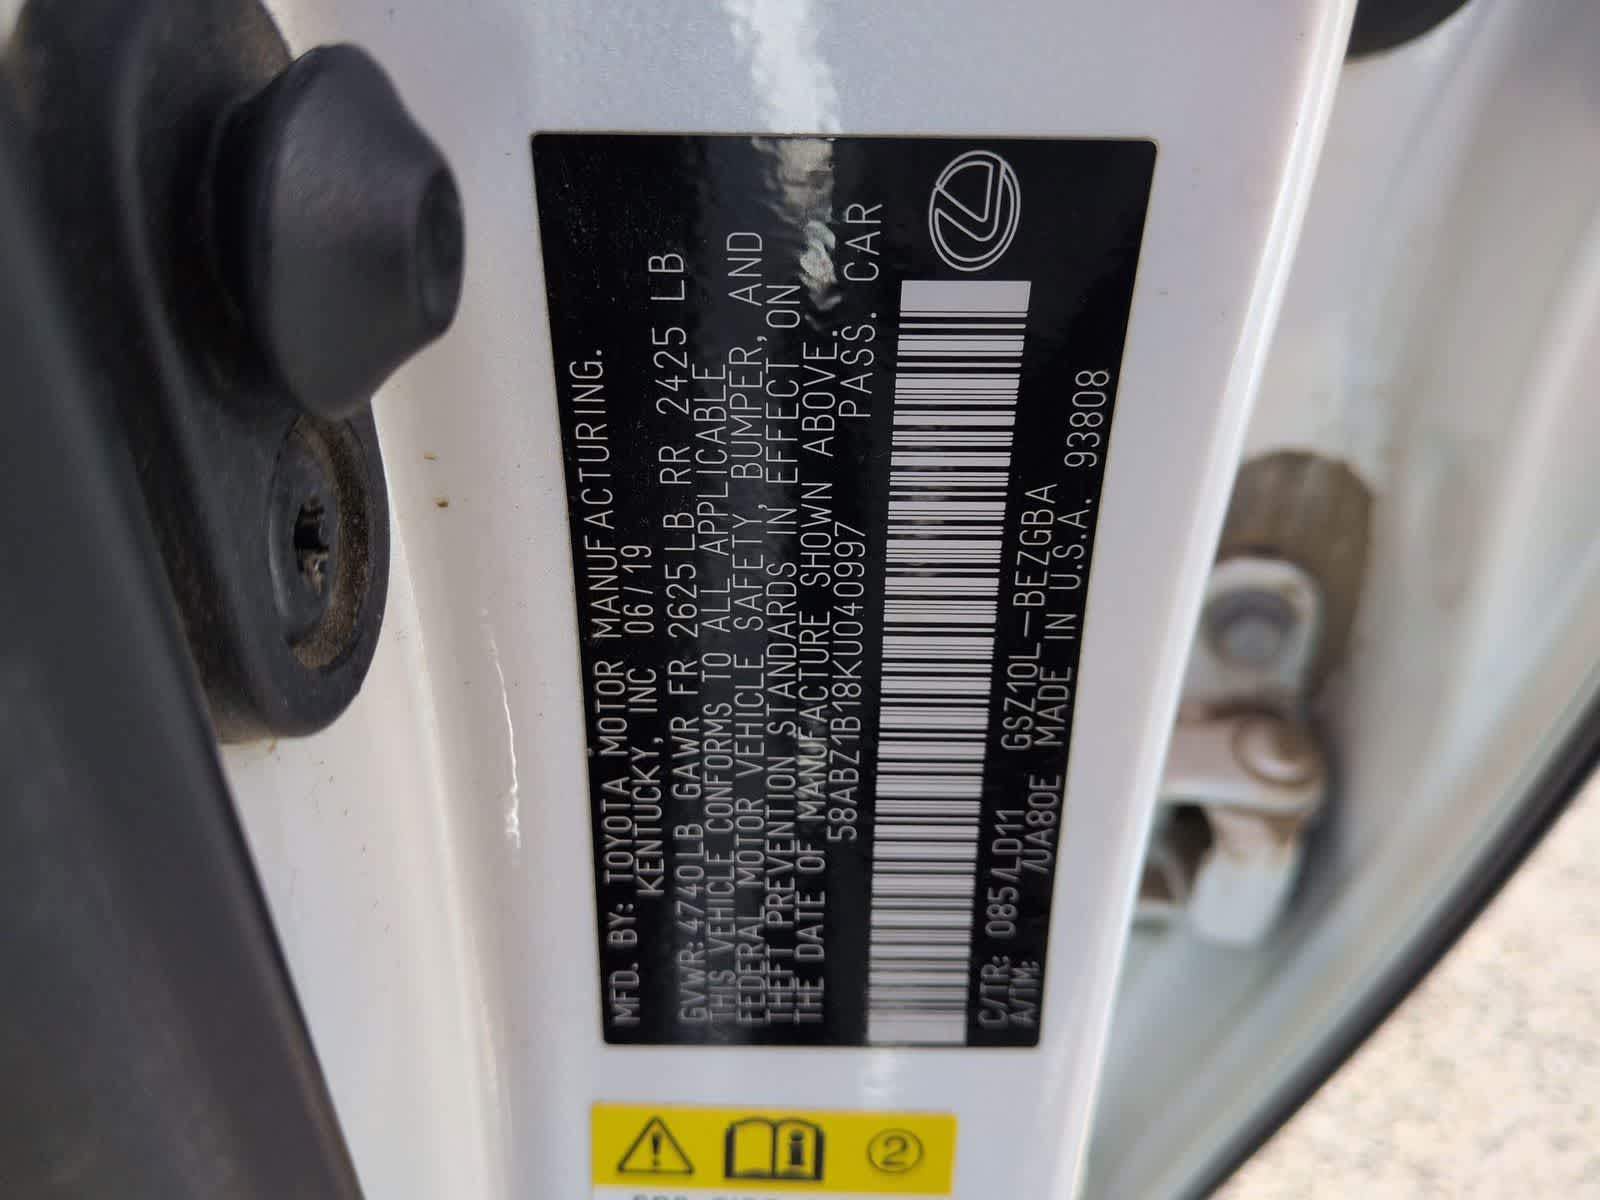 MFD. BY: TOYOTA MOTOR MANUFACTURING.
KENTUCKY, INC 06/19
GVWR: 4740LB GAWR FR 2625LB RR 2425 LB
THIS VEHICLE CONFORMS TO ALL APPLICABLE
FEDERAL MOTOR VEHICLE SAFETY, BUMPER, AND
THEFT PREVENTION STANDARDS IN EFFECT ON
THE DATE OF MANUFACTURE SHOWN ABOVE.
58ABZ1B18KU040997 PASS. CAR
C/TR: 085/LD11 GSZ10L-BEZGBA
A/TM: /UA80E MADE IN U.S.A. 93808
2